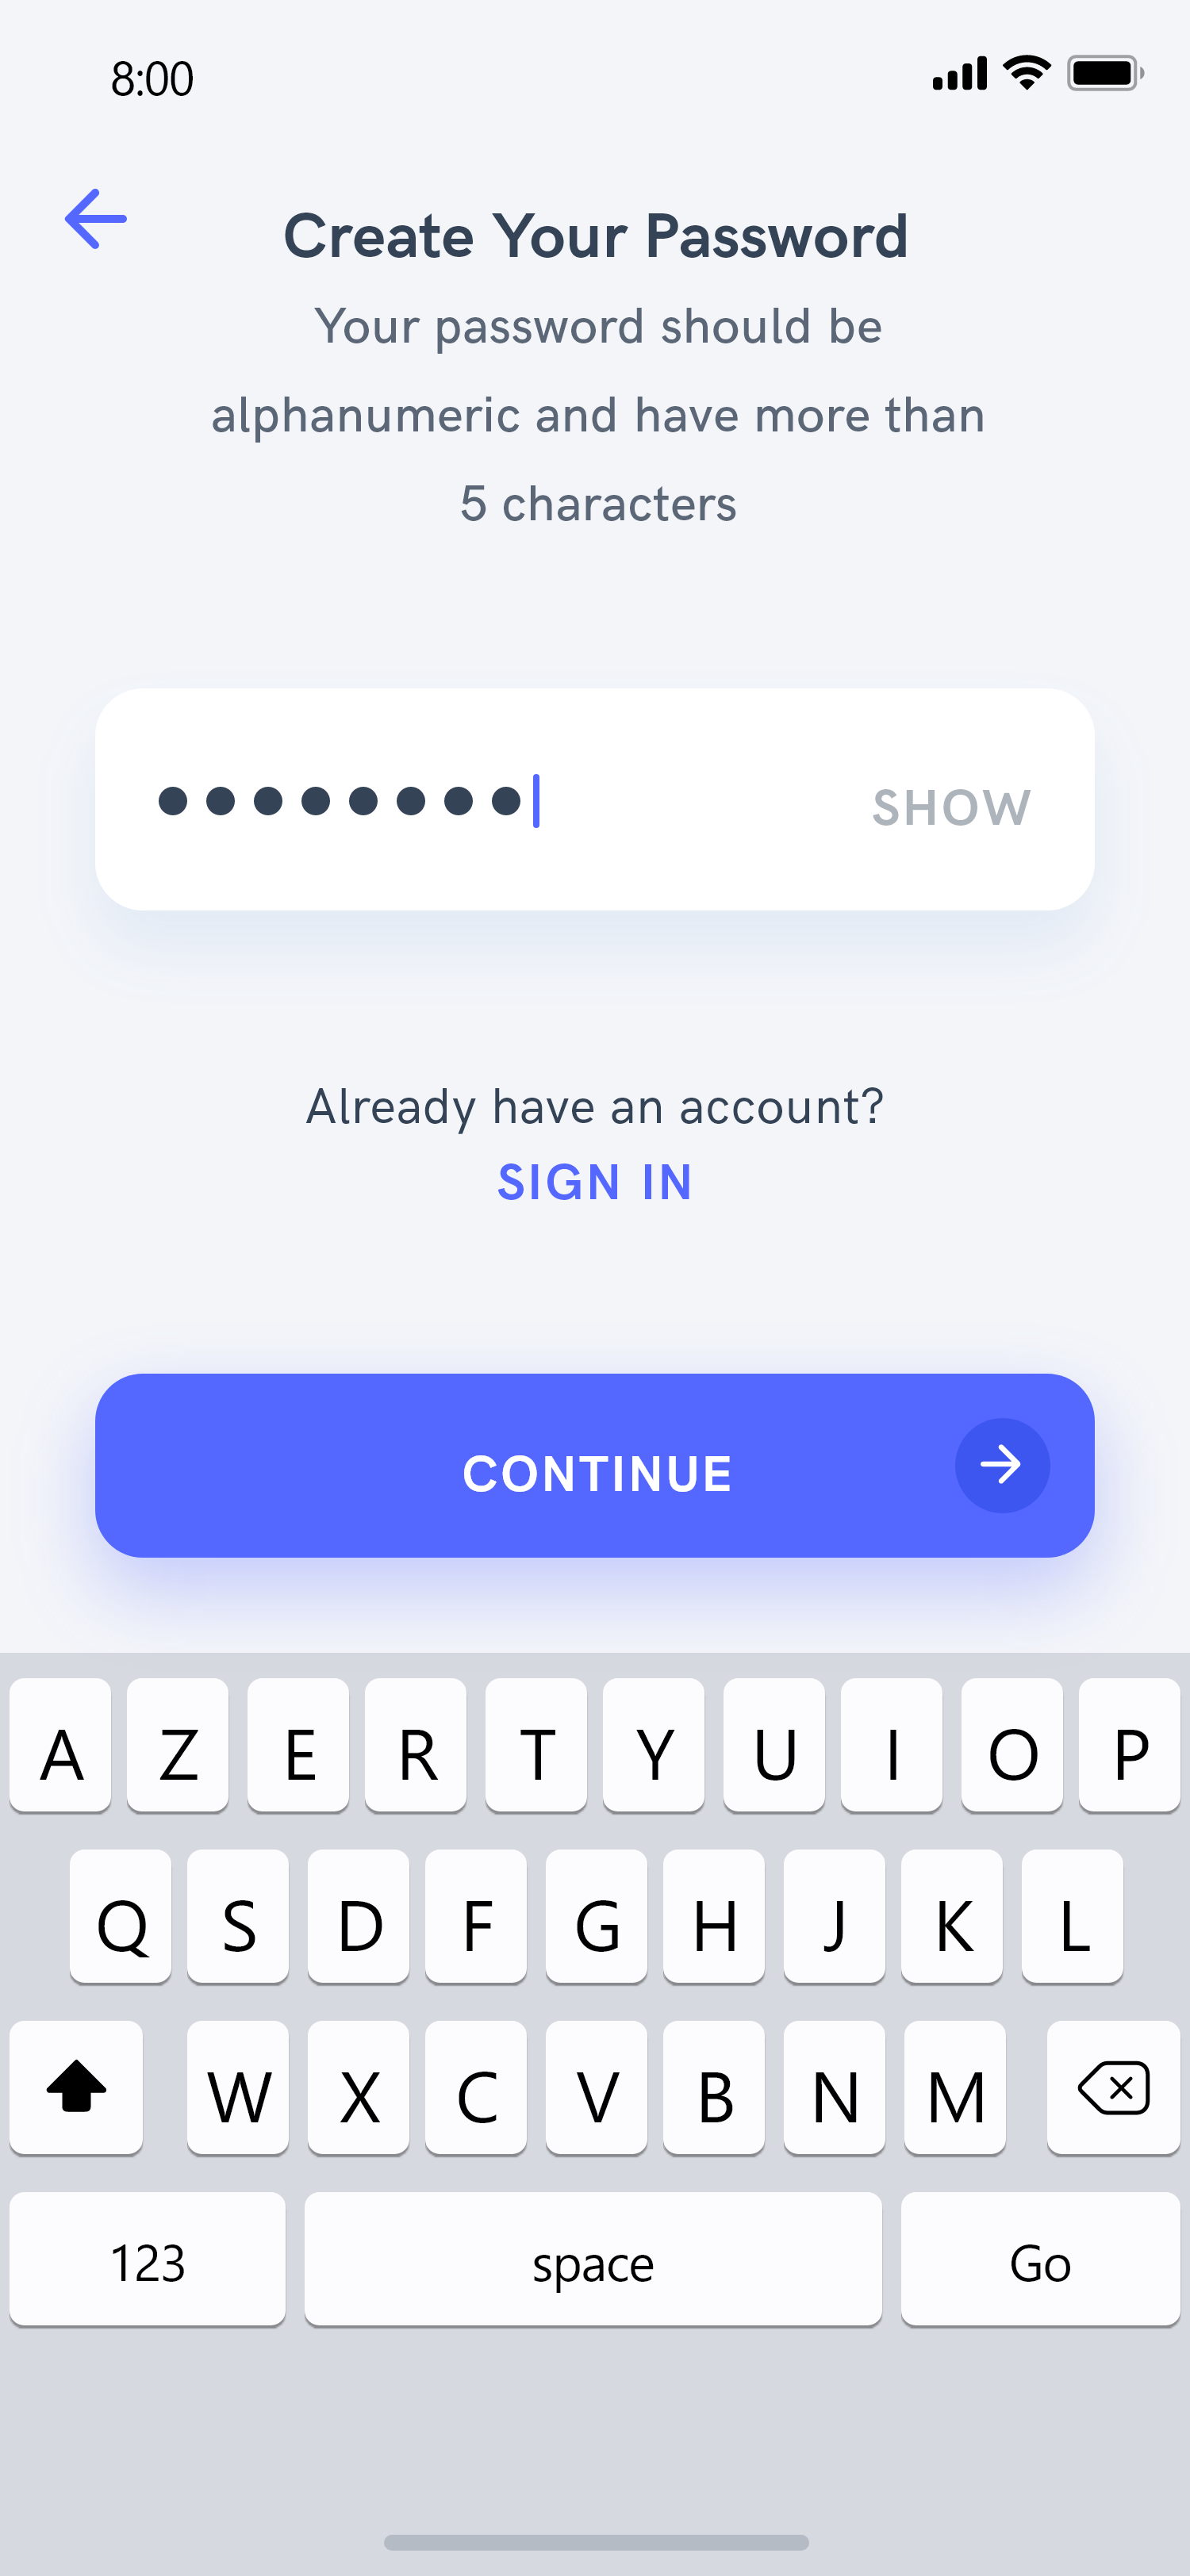 8:00
Create Your Password
Your password should be
alphanumeric and have more than
5 characters
SHOW
Already have an account?
SIGN IN
CONTINUE
A Z E R T Y U I O P
Q S D F G H J K L
W X C V B N M
123 space Go